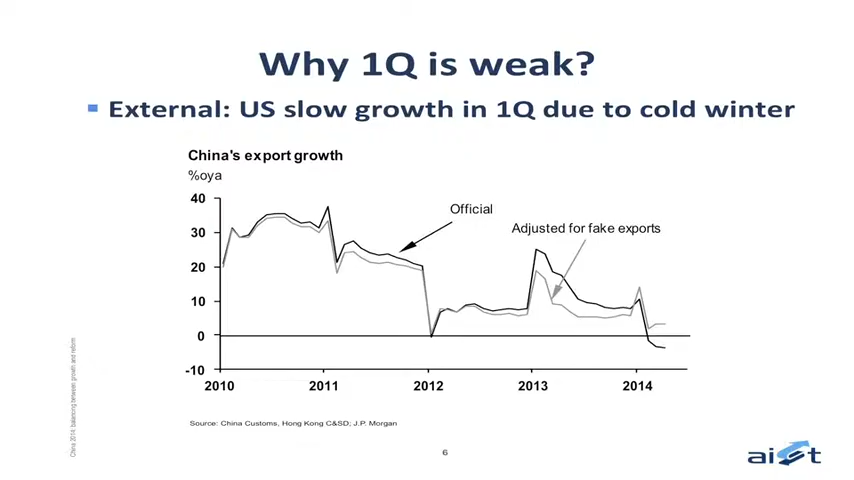 Why 1Q is weak?
External: US slow growth in 1Q due to cold winter
China's export growth
%oya
40
30
20
10
0
-10
Official
Adjusted for fake exports
2010 2011 2012 2013 2014
Source: China Customs, Hong Kong C&SD; J.P. Morgan
China 2014: balancing between growth and reform
6